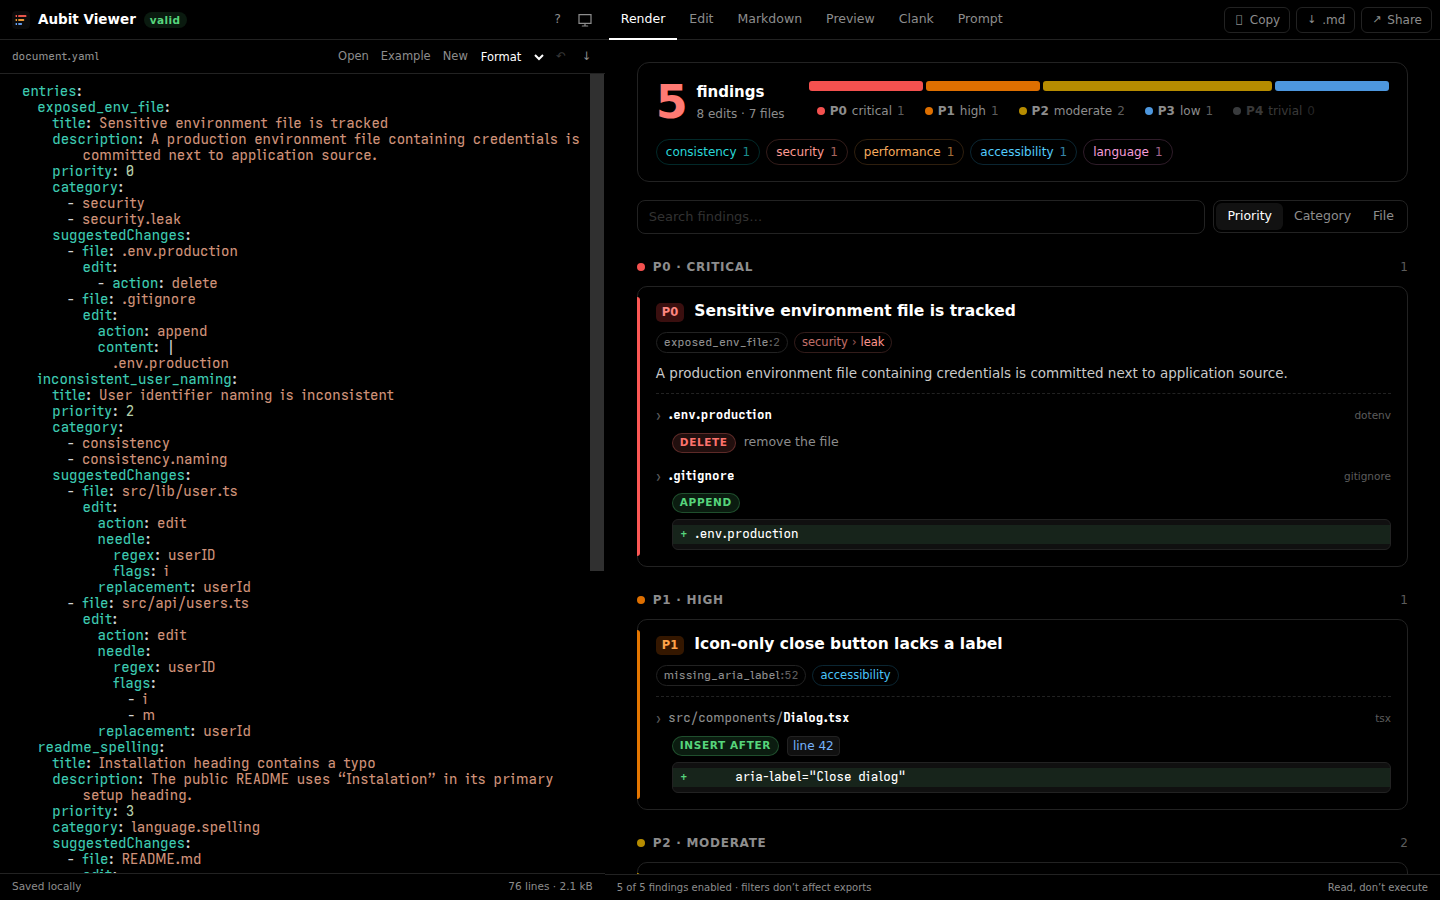 Aubit Viewer valid ?
Render Edit Markdown Preview Clank Prompt Copy ↓ .md ↗ Share
document.yaml Open Example New Format ↶ ↓
entries:
exposed_env_file:
title: Sensitive environment file is tracked
description: A production environment file containing credentials is
committed next to application source.
priority: 0
category:
- security
- security.leak
suggestedChanges:
- file: .env.production
edit:
- action: delete
- file: .gitignore
edit:
action: append
content: |
.env.production
inconsistent_user_naming:
title: User identifier naming is inconsistent
priority: 2
category:
- consistency
- consistency.naming
suggestedChanges:
- file: src/lib/user.ts
edit:
action: edit
needle:
regex: userID
flags: i
replacement: userId
- file: src/api/users.ts
edit:
action: edit
needle:
regex: userID
flags:
- i
- m
replacement: userId
readme_spelling:
title: Installation heading contains a typo
description: The public README uses “Instalation” in its primary
setup heading.
priority: 3
category: language.spelling
suggestedChanges:
- file: README.md
Saved locally 76 lines · 2.1 kB
5 findings
8 edits · 7 files
P0 critical 1 P1 high 1 P2 moderate 2 P3 low 1 P4 trivial 0
consistency 1 security 1 performance 1 accessibility 1 language 1
Search findings...
Priority Category File
P0 · CRITICAL 1
P0 Sensitive environment file is tracked
exposed_env_file:2 security › leak
A production environment file containing credentials is committed next to application source.
.env.production dotenv
DELETE remove the file
.gitignore gitignore
APPEND
+ .env.production
P1 · HIGH 1
P1 Icon-only close button lacks a label
missing_aria_label:52 accessibility
src/components/Dialog.tsx tsx
INSERT AFTER line 42
+ aria-label="Close dialog"
P2 · MODERATE 2
5 of 5 findings enabled · filters don’t affect exports Read, don’t execute